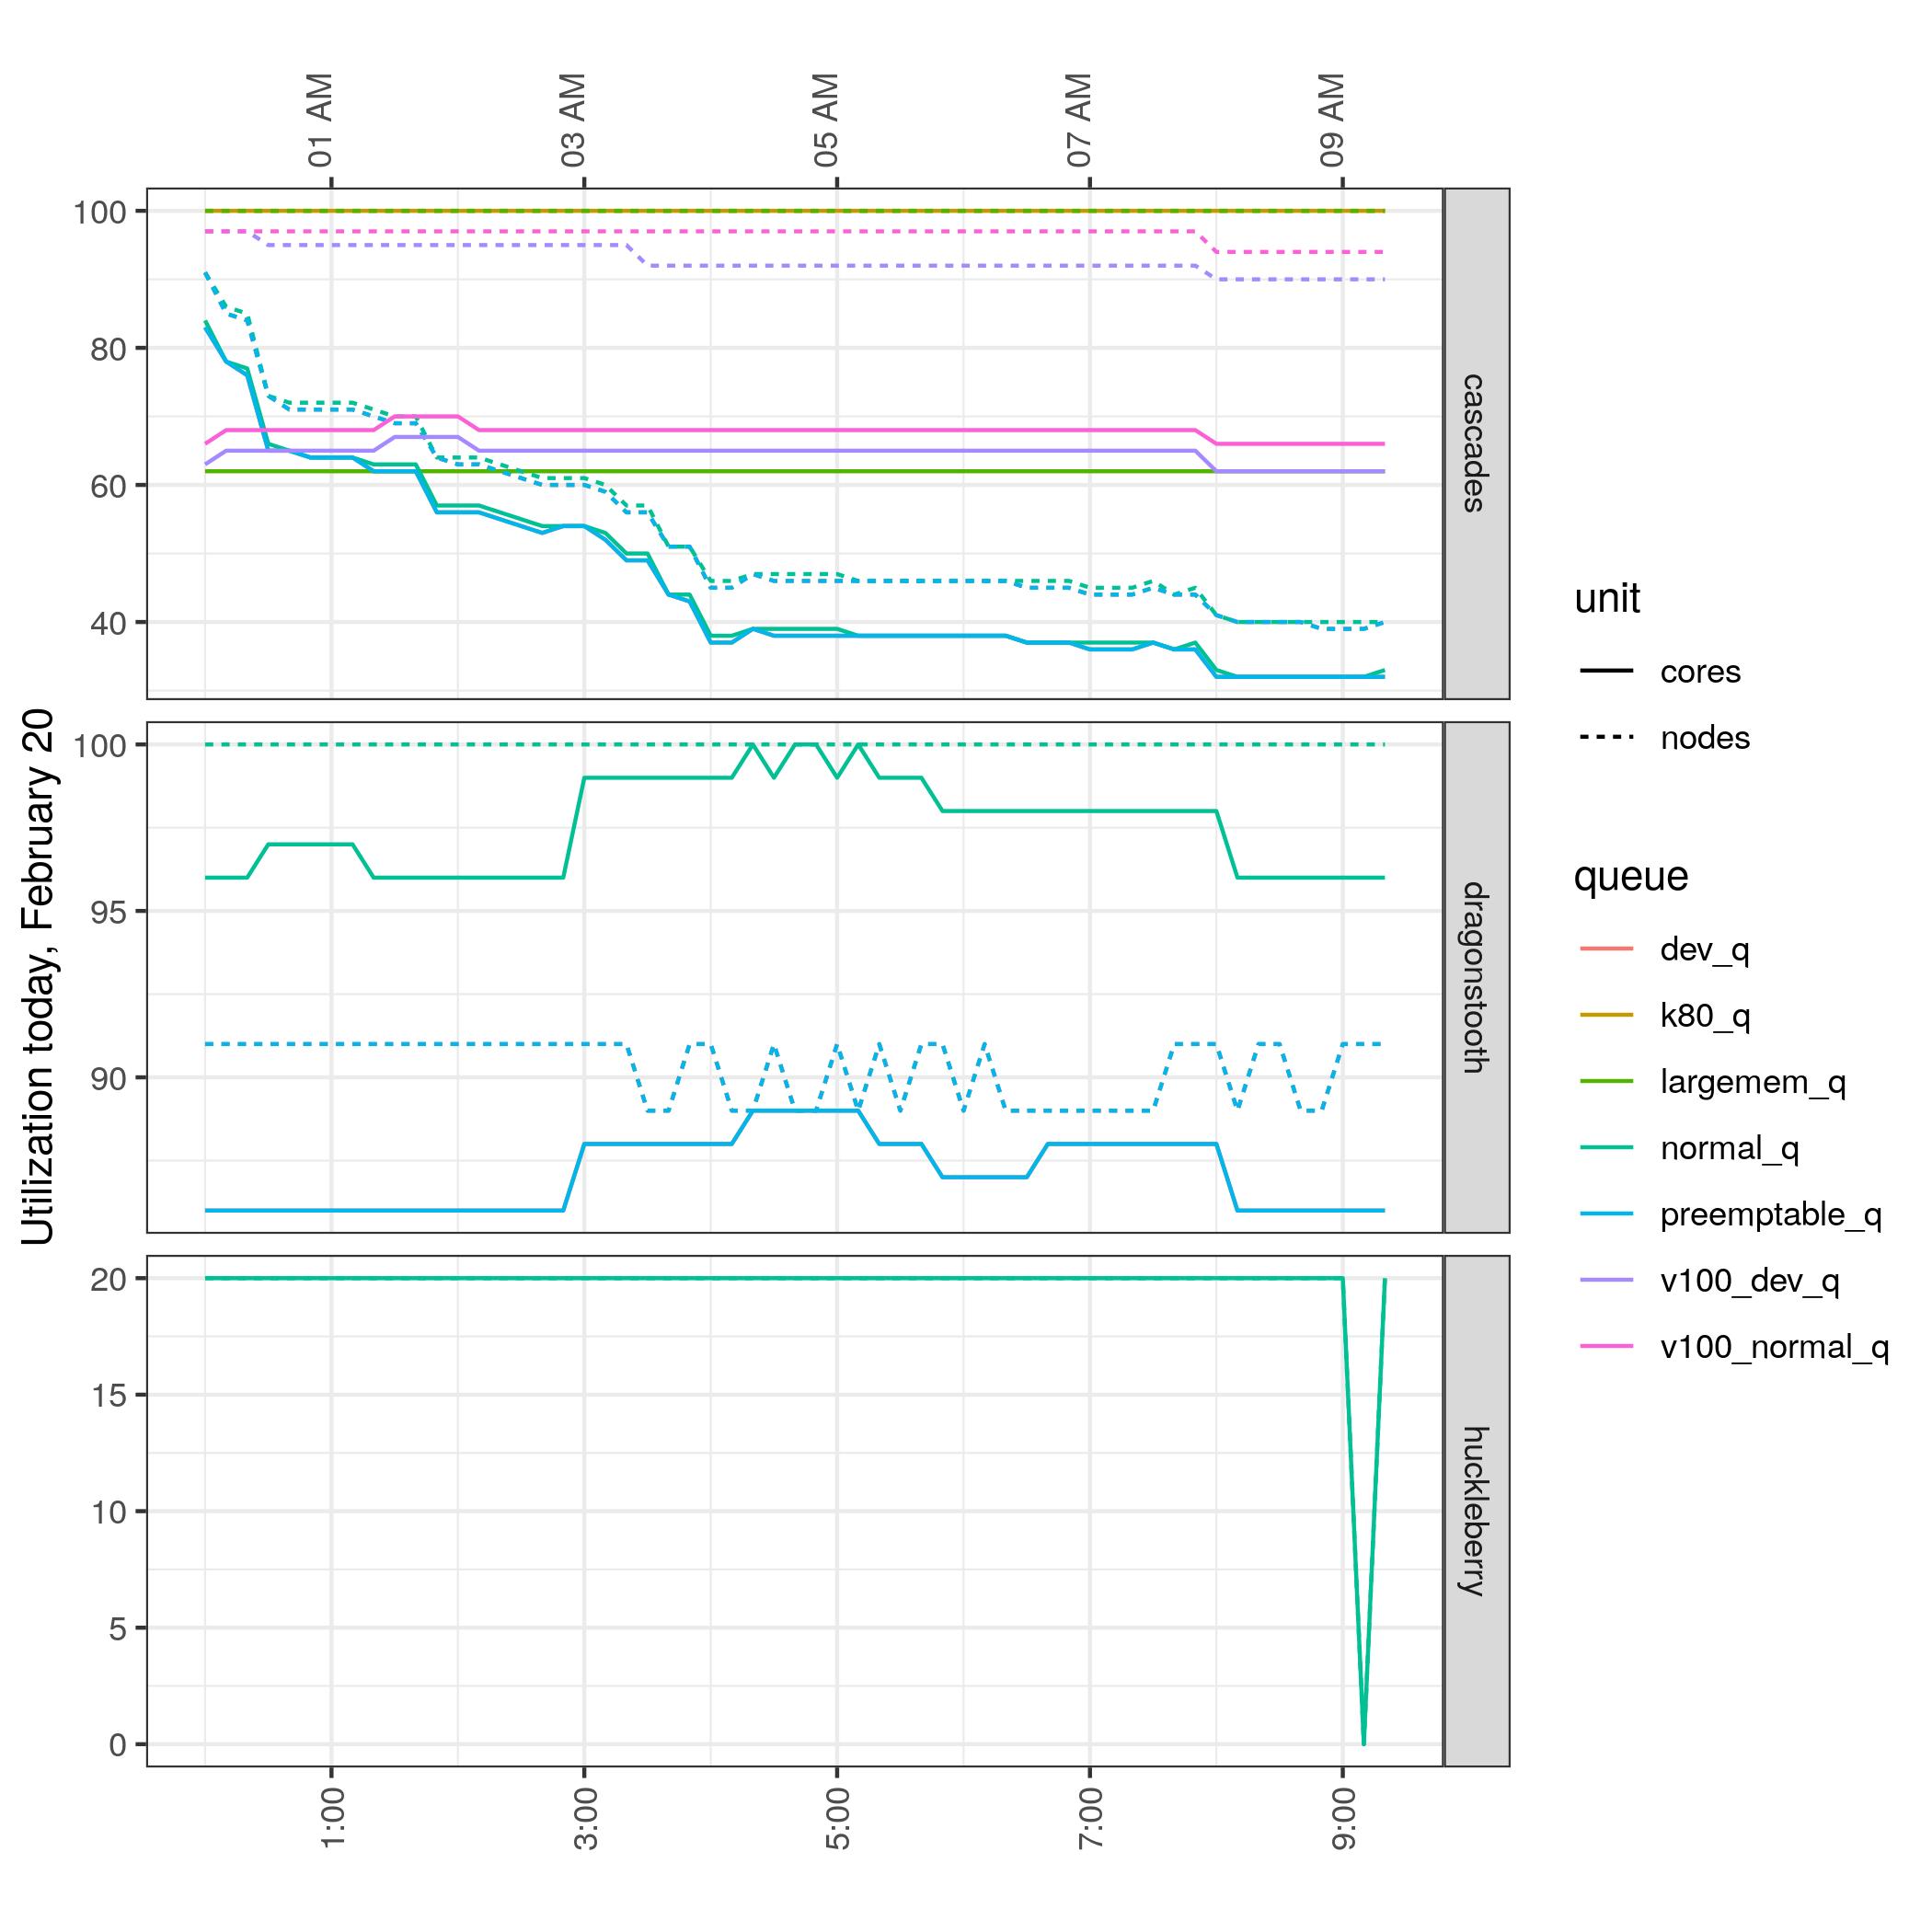 01 AM
03 AM
05 AM
07 AM
09 AM
Utilization today, February 20
100
80
60
40
cascades
100
95
90
dragonstooth
20
15
10
5
0
huckleberry
1:00
3:00
5:00
7:00
9:00
unit
cores
nodes
queue
dev_q
k80_q
largemem_q
normal_q
preemptable_q
v100_dev_q
v100_normal_q